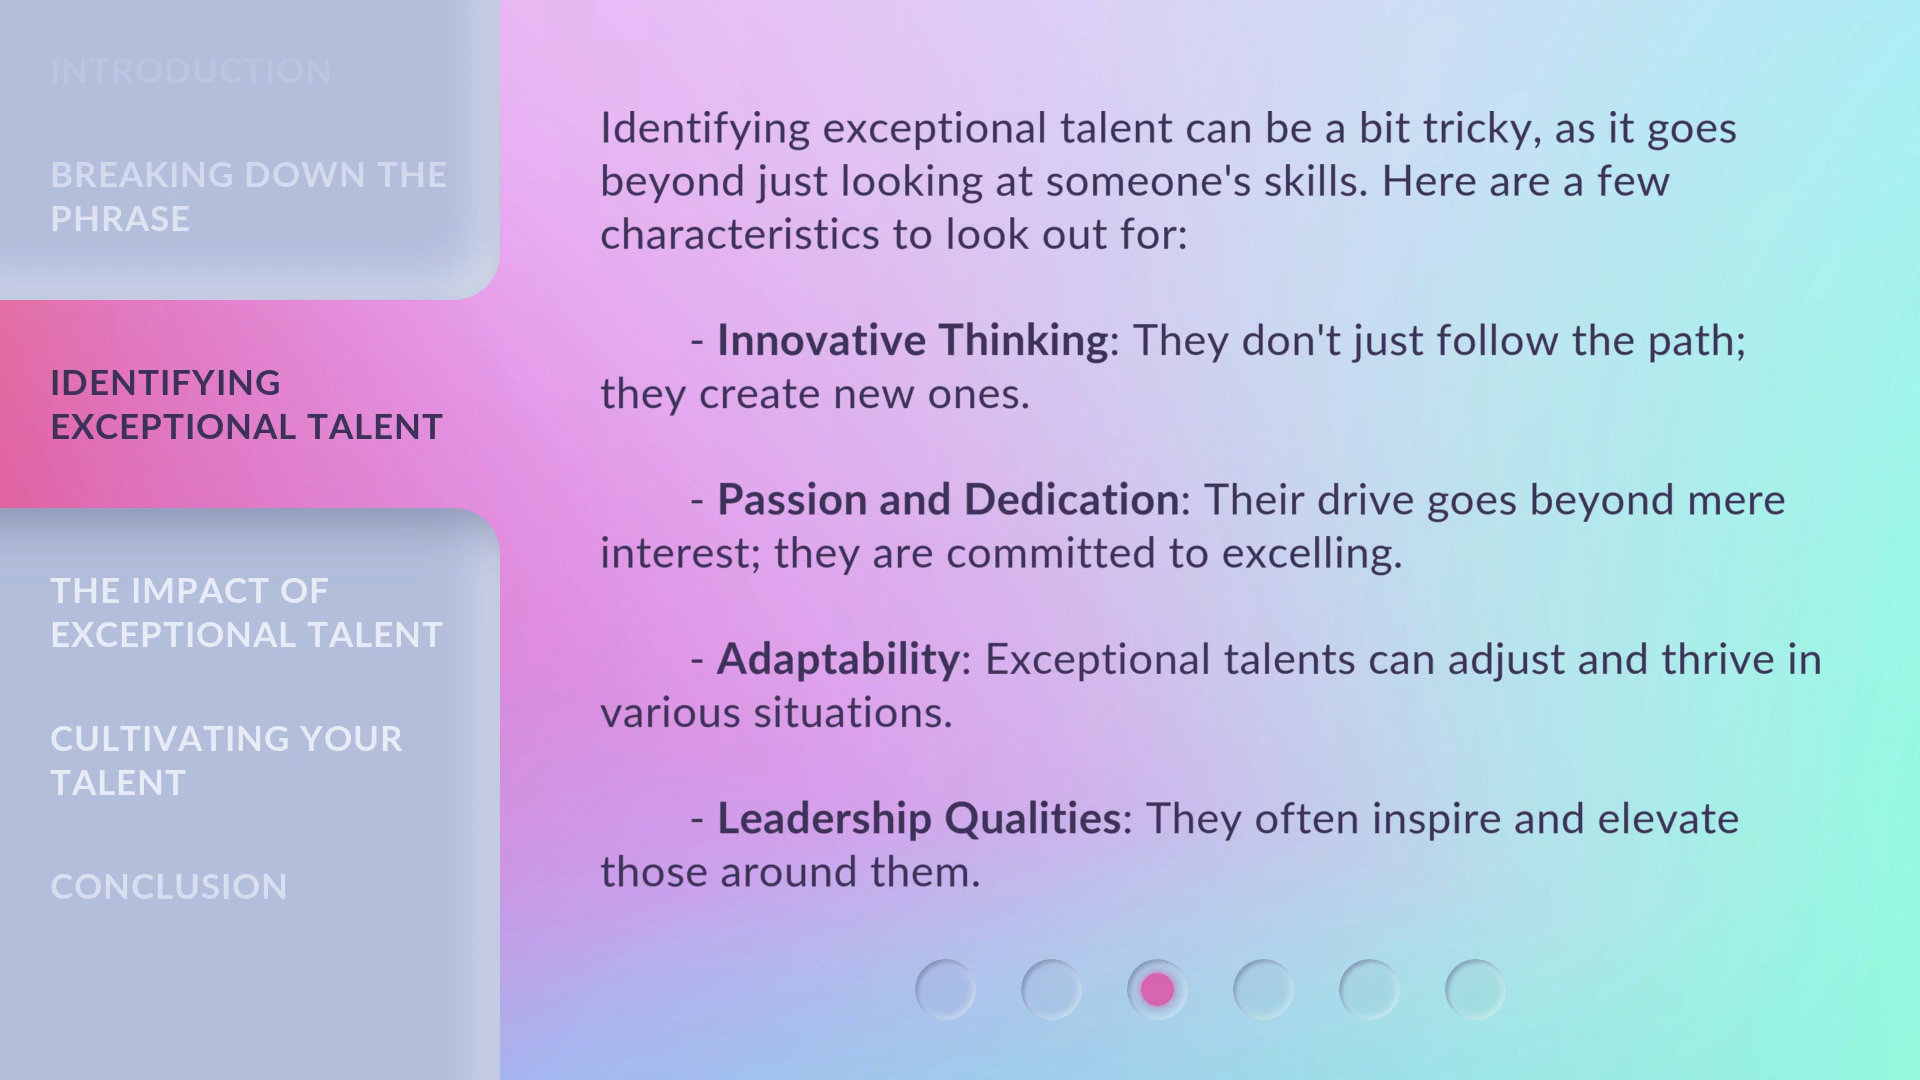 INTRODUCTION
BREAKING DOWN THE
PHRASE
IDENTIFYING
EXCEPTIONAL TALENT
THE IMPACT OF
EXCEPTIONAL TALENT
CULTIVATING YOUR
TALENT
CONCLUSION
Identifying exceptional talent can be a bit tricky, as it goes
beyond just looking at someone's skills. Here are a few
characteristics to look out for:
- Innovative Thinking: They don't just follow the path;
they create new ones.
- Passion and Dedication: Their drive goes beyond mere
interest; they are committed to excelling.
- Adaptability: Exceptional talents can adjust and thrive in
various situations.
- Leadership Qualities: They often inspire and elevate
those around them.